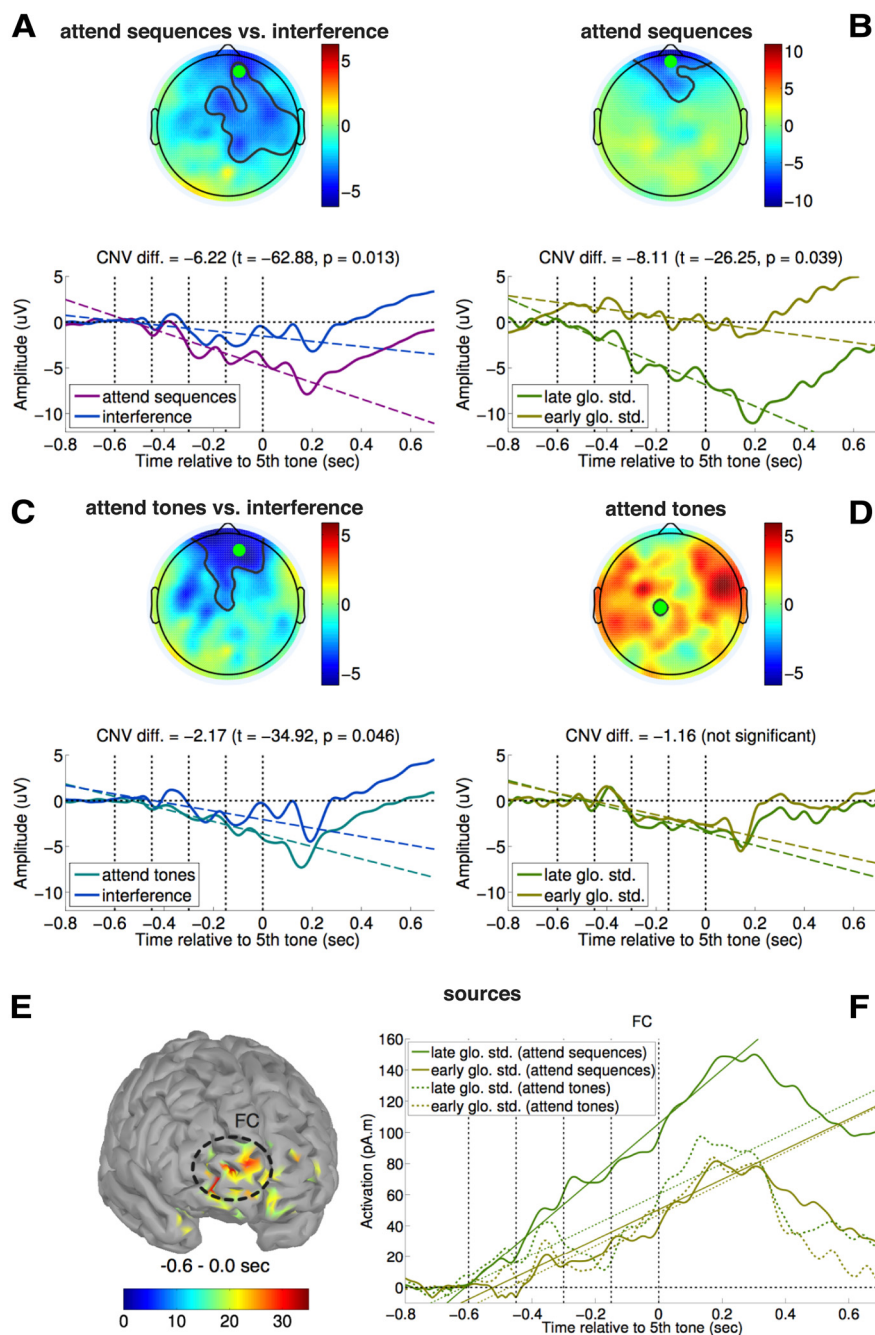 A
attend sequences vs. interference
5
0
−5
CNV diff. = −6.22 (t = −62.88, p = 0.013)
5
0
−5
−10
Amplitude (uV)
attend sequences
interference
−0.8 −0.6 −0.4 −0.2 0 0.2 0.4 0.6
Time relative to 5th tone (sec)
B
attend sequences
10
5
0
−5
−10
CNV diff. = −8.11 (t = −26.25, p = 0.039)
5
0
−5
−10
Amplitude (uV)
late glo. std.
early glo. std.
−0.8 −0.6 −0.4 −0.2 0 0.2 0.4 0.6
Time relative to 5th tone (sec)
C
attend tones vs. interference
5
0
−5
CNV diff. = −2.17 (t = −34.92, p = 0.046)
5
0
−5
−10
Amplitude (uV)
attend tones
interference
−0.8 −0.6 −0.4 −0.2 0 0.2 0.4 0.6
Time relative to 5th tone (sec)
D
attend tones
5
0
−5
CNV diff. = −1.16 (not significant)
5
0
−5
−10
Amplitude (uV)
late glo. std.
early glo. std.
−0.8 −0.6 −0.4 −0.2 0 0.2 0.4 0.6
Time relative to 5th tone (sec)
sources
E
FC
-0.6 - 0.0 sec
0 10 20 30
F
FC
160
140
120
100
80
60
40
20
0
Activation (pA.m)
late glo. std. (attend sequences)
early glo. std. (attend sequences)
late glo. std. (attend tones)
early glo. std. (attend tones)
−0.8 −0.6 −0.4 −0.2 0 0.2 0.4 0.6
Time relative to 5th tone (sec)